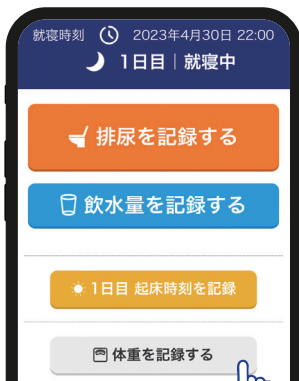 就寝時刻 2023年4月30日 22:00
1日目｜就寝中
排尿を記録する
飲水量を記録する
1日目 起床時刻を記録
体重を記録する